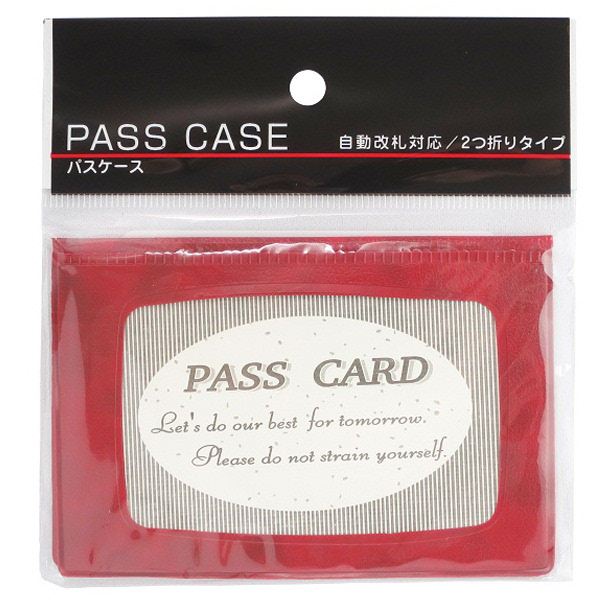 PASS CASE
自動改札対応/2つ折りタイプ
パスケース
PASS CARD
Let's do our best for tomorrow.
Please do not strain yourself.